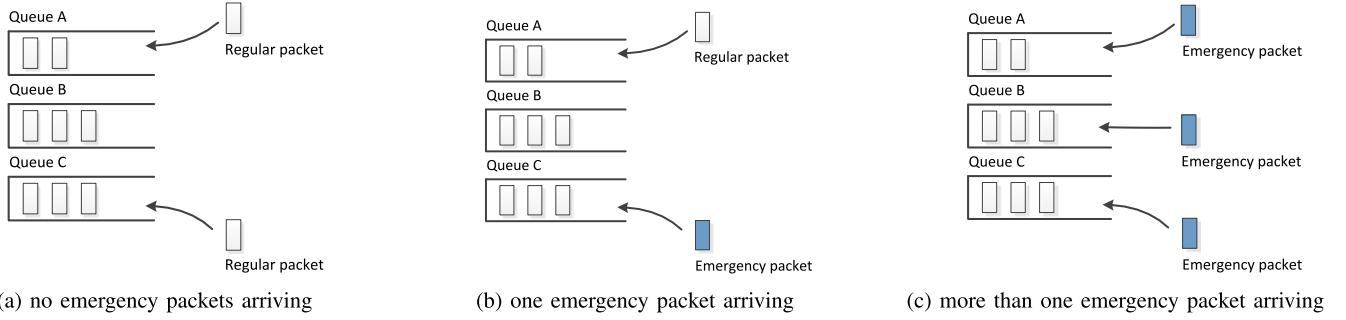 Queue A
Regular packet
Queue B
Queue C
Regular packet
(a) no emergency packets arriving
Queue A
Regular packet
Queue B
Queue C
Emergency packet
(b) one emergency packet arriving
Queue A
Emergency packet
Queue B
Emergency packet
Queue C
Emergency packet
(c) more than one emergency packet arriving